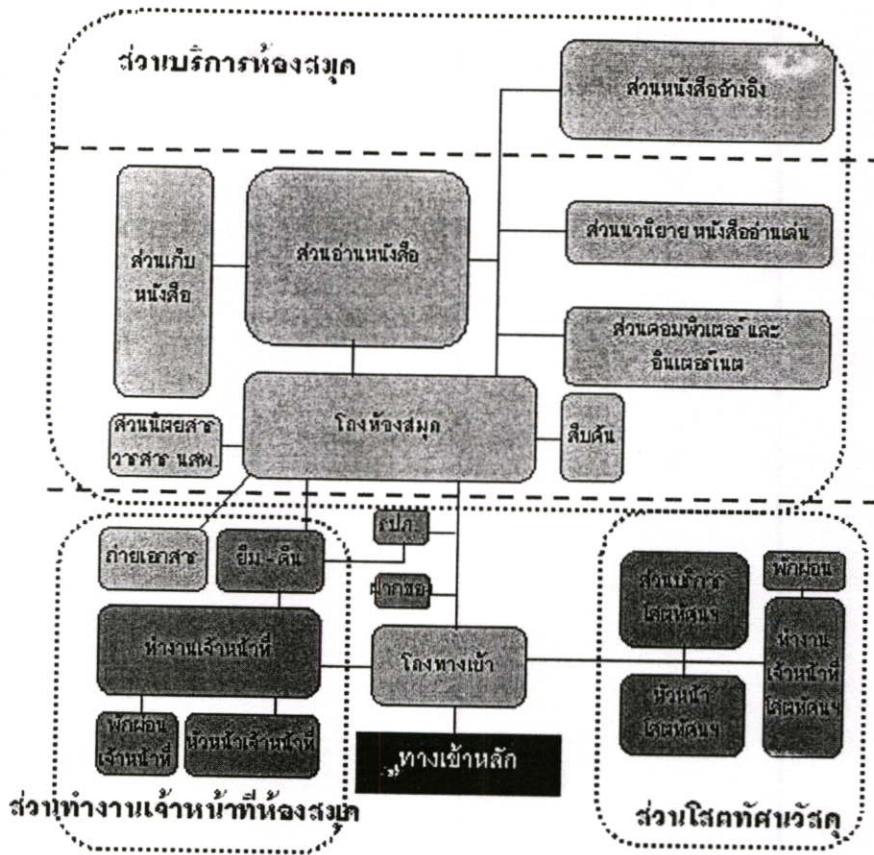 ส่วนบริการห้องสมุด
ส่วนหนังสืออ้างอิง
ส่วนเก็บ
หนังสือ
ส่วนอ่านหนังสือ
ส่วนนวนิยาย หนังสืออ่านเล่น
ส่วนคอมพิวเตอร์ และ
อินเตอร์เนต
โถงห้องสมุด
สืบค้น
ส่วนนิตยสาร
วารสาร นสพ.
ถ่ายเอกสาร
ยืม - คืน
รปภ.
ฝากของ
ส่วนบริการ
โสตทัศนฯ
พักผ่อน
ทำงานเจ้าหน้าที่
โถงทางเข้า
ทำงาน
เจ้าหน้าที่
โสตทัศนฯ
หัวหน้า
โสตทัศนฯ
พักผ่อน
เจ้าหน้าที่
หัวหน้าเจ้าหน้าที่
ทางเข้าหลัก
ส่วนทำงานเจ้าหน้าที่ห้องสมุด
ส่วนโสตทัศนวัสดุ